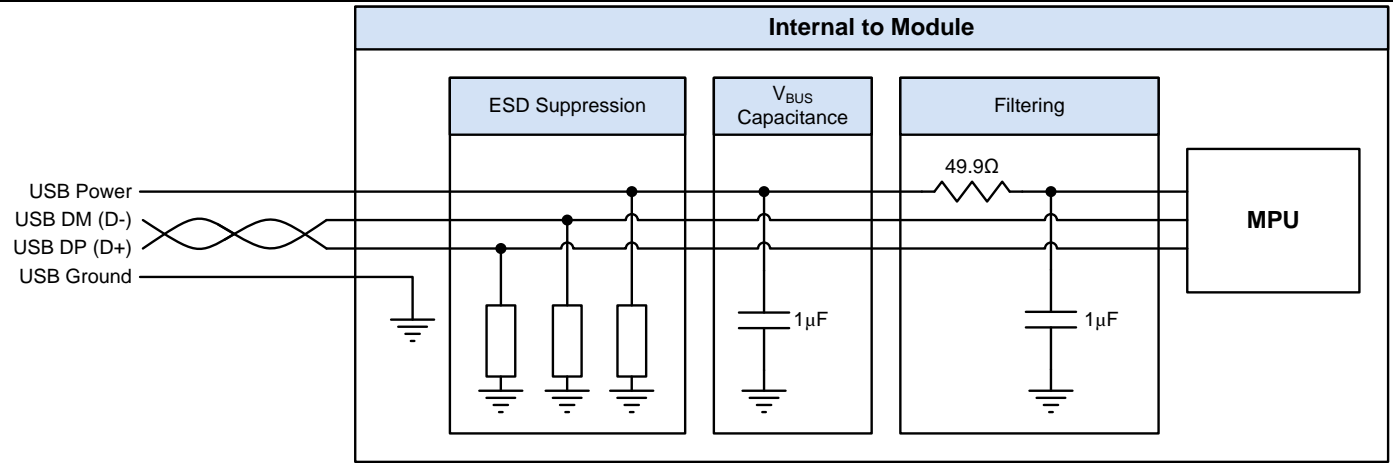 Internal to Module
ESD Suppression
VBUS
Capacitance
Filtering
49.9Ω
USB Power
USB DM (D-)
USB DP (D+)
USB Ground
MPU
1μF
1μF